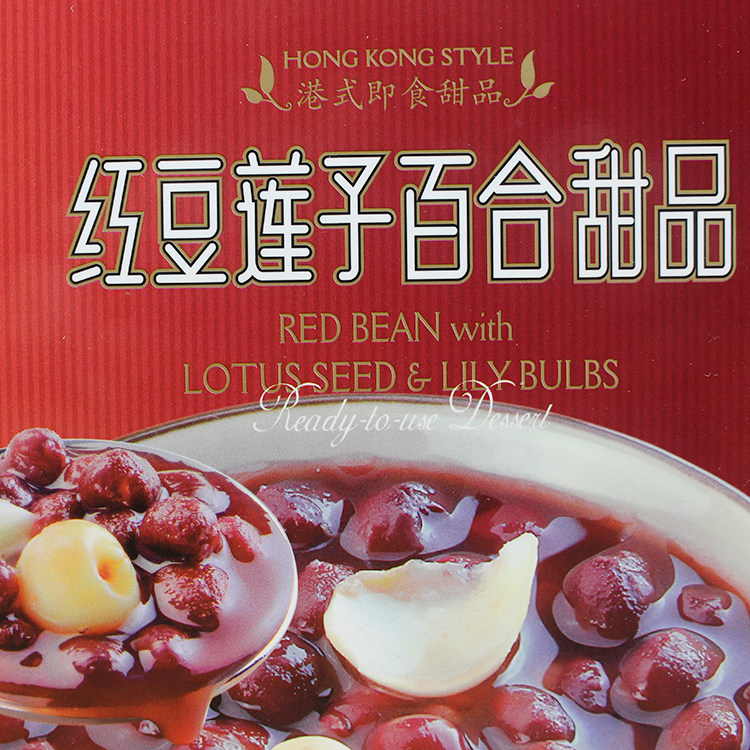 HONG KONG STYLE
港式即食甜品
红豆莲子百合甜品
RED BEAN with
LOTUS SEED & LILY BULBS
Ready-to-use Dessert